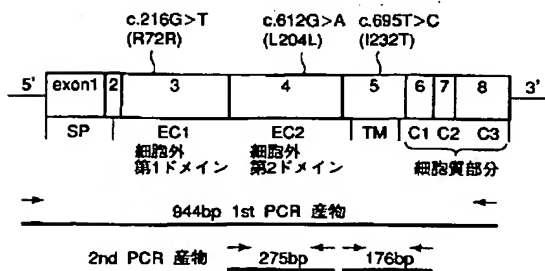 c.216G>T c.612G>A c.695T>C
(R72R) (L204L) (I232T)
5' exon1 2 3 4 5 6 7 8 3'
SP EC1 EC2 TM C1 C2 C3
細胞外 細胞外 細胞質部分
第1ドメイン 第2ドメイン
944bp 1st PCR 産物
2nd PCR 産物 275bp 176bp